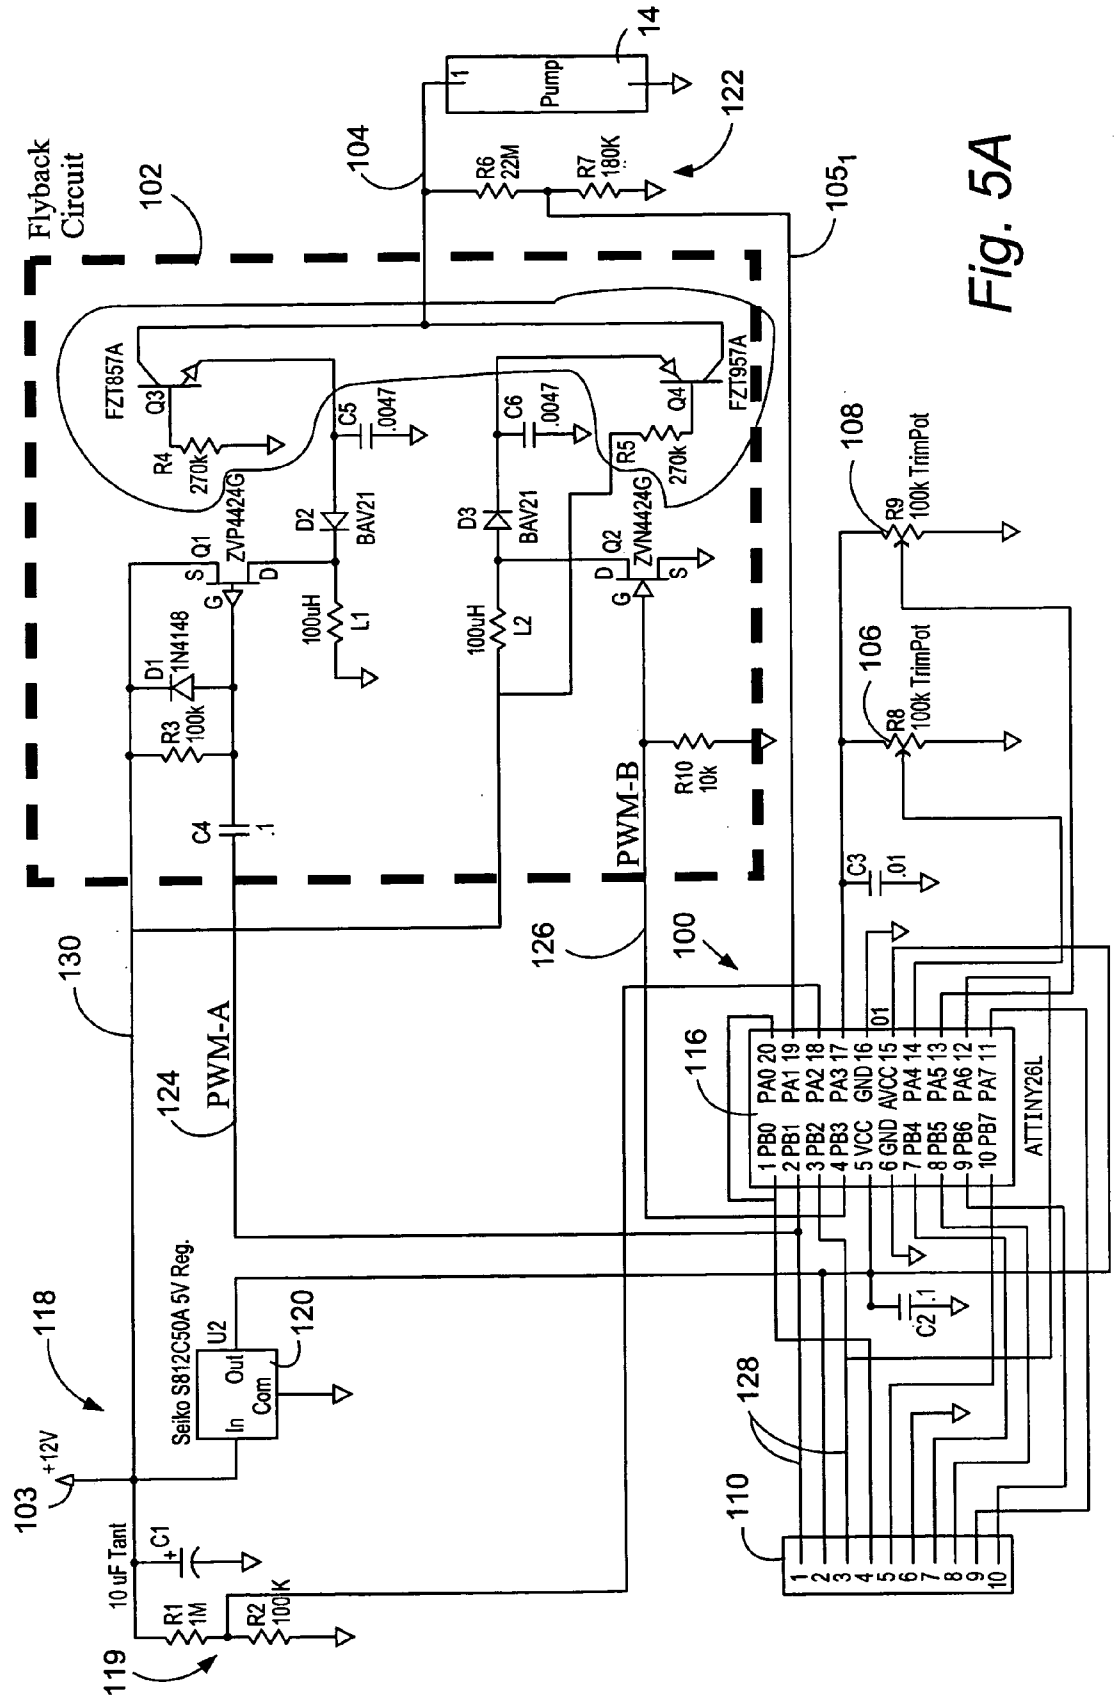 Flyback
Circuit
102
104
14
1
Pump
122
R6
22M
R7
180K
105₁
Fig. 5A
118
103
+12V
10 uF Tant
+
C1
R1
1M
R2
100K
119
Seiko S812C50A 5V Reg.
U2
In
Out
Com
120
130
124
PWM-A
C4
.1
R3
100k
D1
1N4148
S
Q1
G
D
ZVP4424G
R4
270k
Q3
FZT857A
D2
BAV21
C5
.0047
100uH
L1
D3
BAV21
C6
.0047
100uH
L2
R5
270k
Q4
FZT957A
D
Q2
G
S
ZVN4424G
PWM-B
R10
10k
126
100
116
1 PB0 PA0 20
2 PB1 PA1 19
3 PB2 PA2 18
4 PB3 PA3 17
5 VCC GND 16
6 GND AVCC 15
7 PB4 PA4 14
8 PB5 PA5 13
9 PB6 PA6 12
10 PB7 PA7 11
ATTINY26L
.01
C3
.01
106
R8
100k TrimPot
108
R9
100k TrimPot
C2
.1
128
110
1
2
3
4
5
6
7
8
9
10